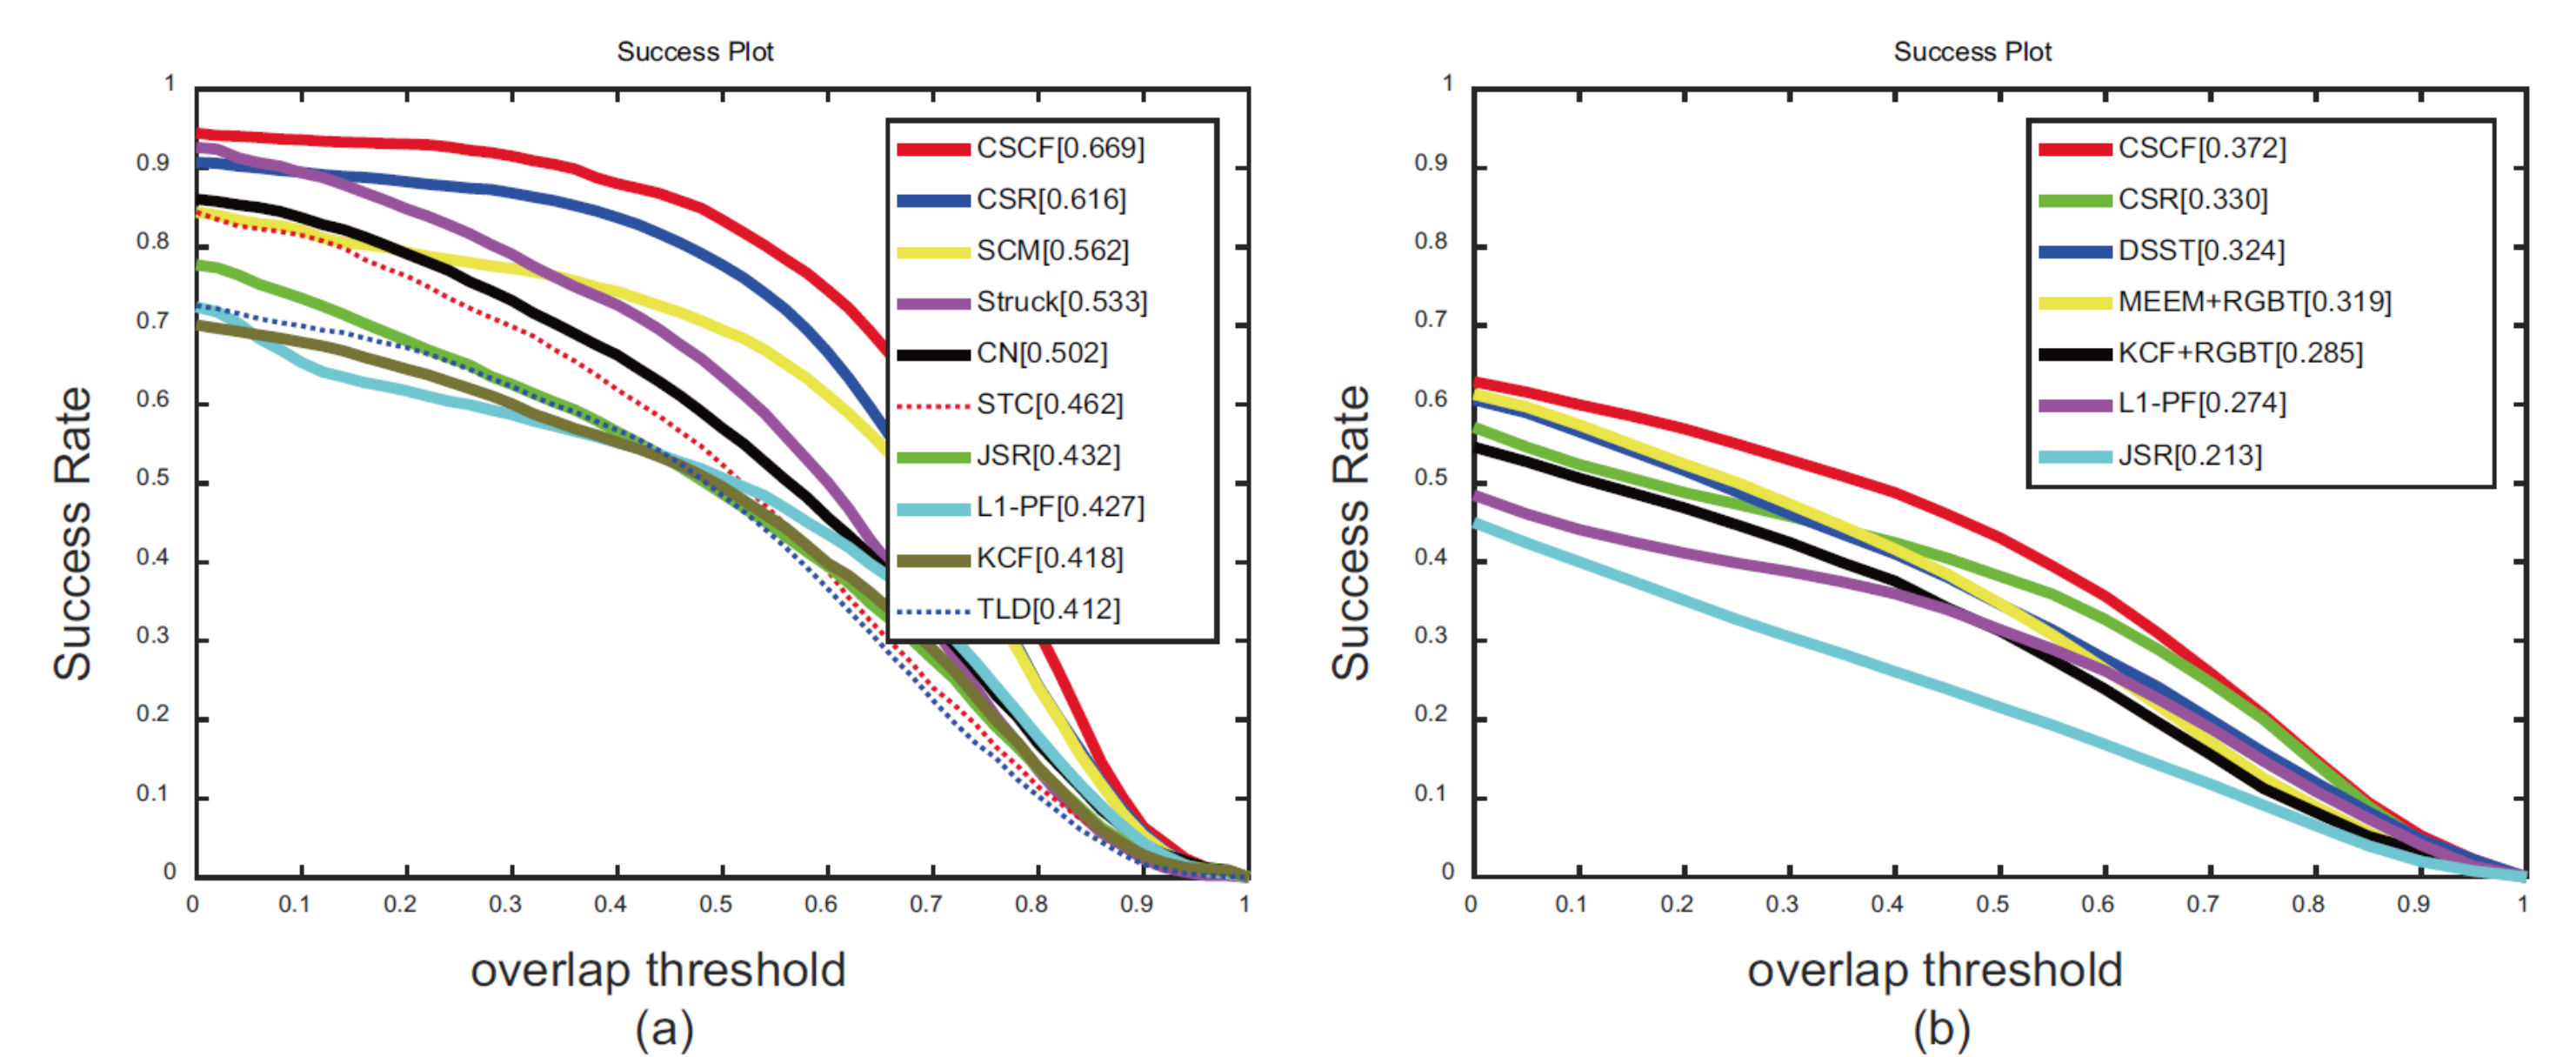 Success Plot
1
0.9
0.8
0.7
0.6
0.5
0.4
0.3
0.2
0.1
0
Success Rate
CSCF[0.669]
CSR[0.616]
SCM[0.562]
Struck[0.533]
CN[0.502]
STC[0.462]
JSR[0.432]
L1-PF[0.427]
KCF[0.418]
TLD[0.412]
0 0.1 0.2 0.3 0.4 0.5 0.6 0.7 0.8 0.9 1
overlap threshold
(a)
Success Plot
1
0.9
0.8
0.7
0.6
0.5
0.4
0.3
0.2
0.1
0
Success Rate
CSCF[0.372]
CSR[0.330]
DSST[0.324]
MEEM+RGBT[0.319]
KCF+RGBT[0.285]
L1-PF[0.274]
JSR[0.213]
0 0.1 0.2 0.3 0.4 0.5 0.6 0.7 0.8 0.9 1
overlap threshold
(b)